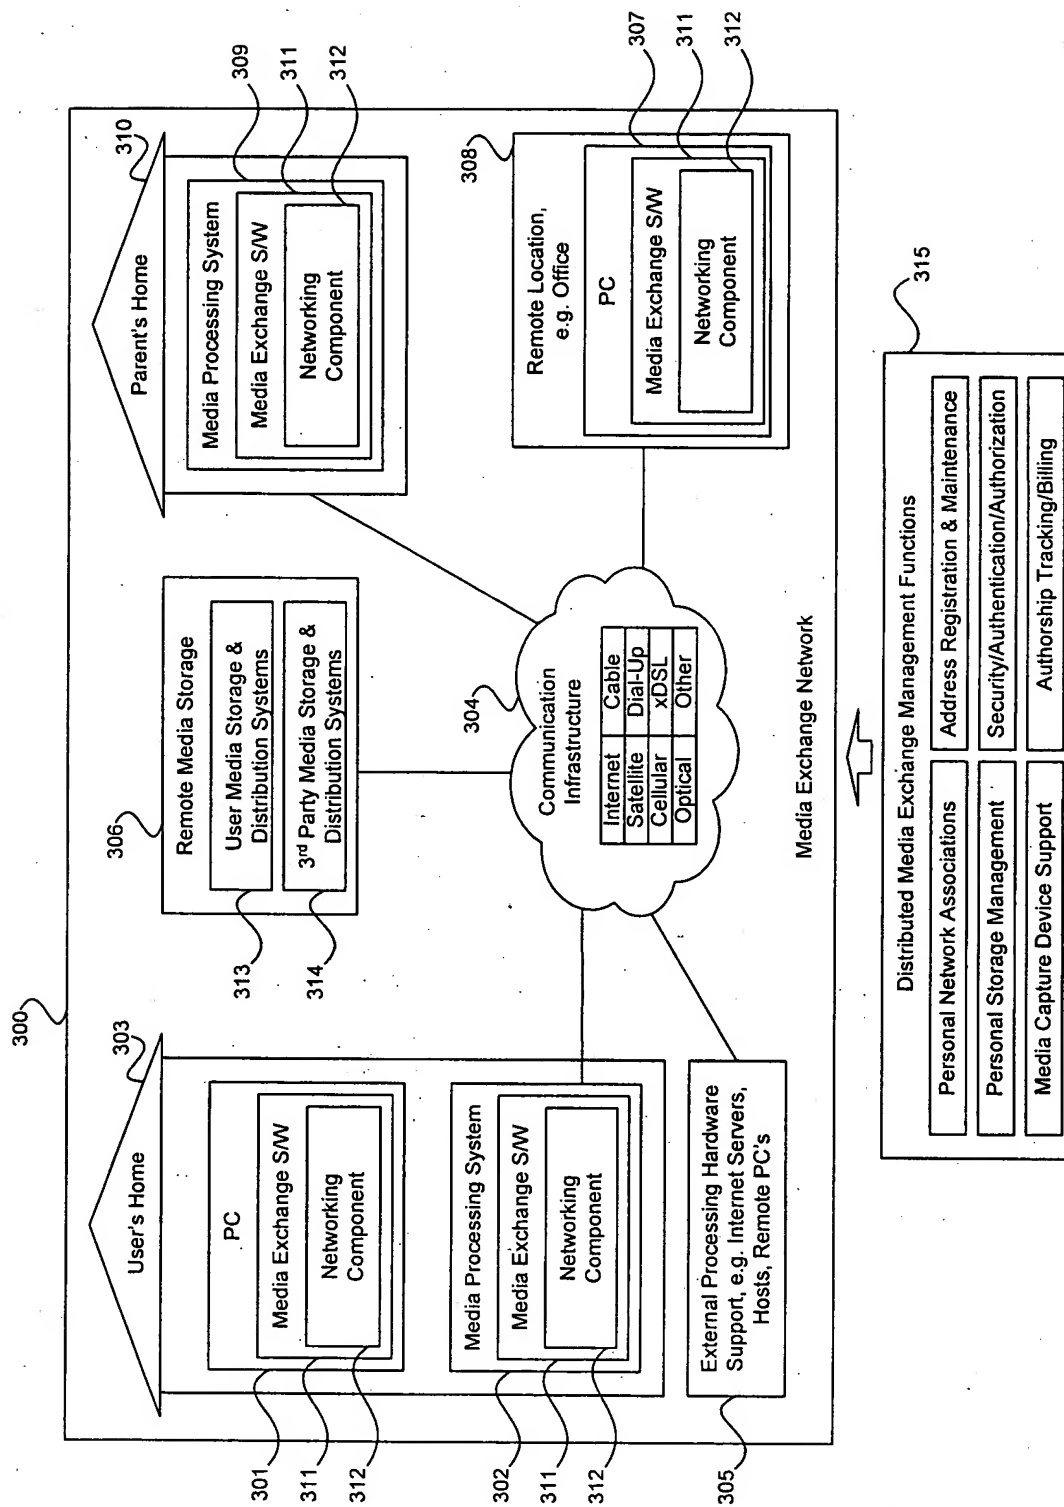 300
User's Home
303
PC
Media Exchange S/W
Networking
Component
301
311
312
Media Processing System
Media Exchange S/W
Networking
Component
302
311
312
External Processing Hardware
Support, e.g. Internet Servers,
Hosts, Remote PC's
305
306
Remote Media Storage
User Media Storage &
Distribution Systems
3rd Party Media Storage &
Distribution Systems
313
314
304
Communication
Infrastructure
Internet Cable
Satellite Dial-Up
Cellular xDSL
Optical Other
Parent's Home
310
309
311
312
Media Processing System
Media Exchange S/W
Networking
Component
308
Remote Location,
e.g. Office
PC
Media Exchange S/W
Networking
Component
307
311
312
Media Exchange Network
315
Distributed Media Exchange Management Functions
Personal Network Associations
Address Registration & Maintenance
Personal Storage Management
Security/Authentication/Authorization
Media Capture Device Support
Authorship Tracking/Billing